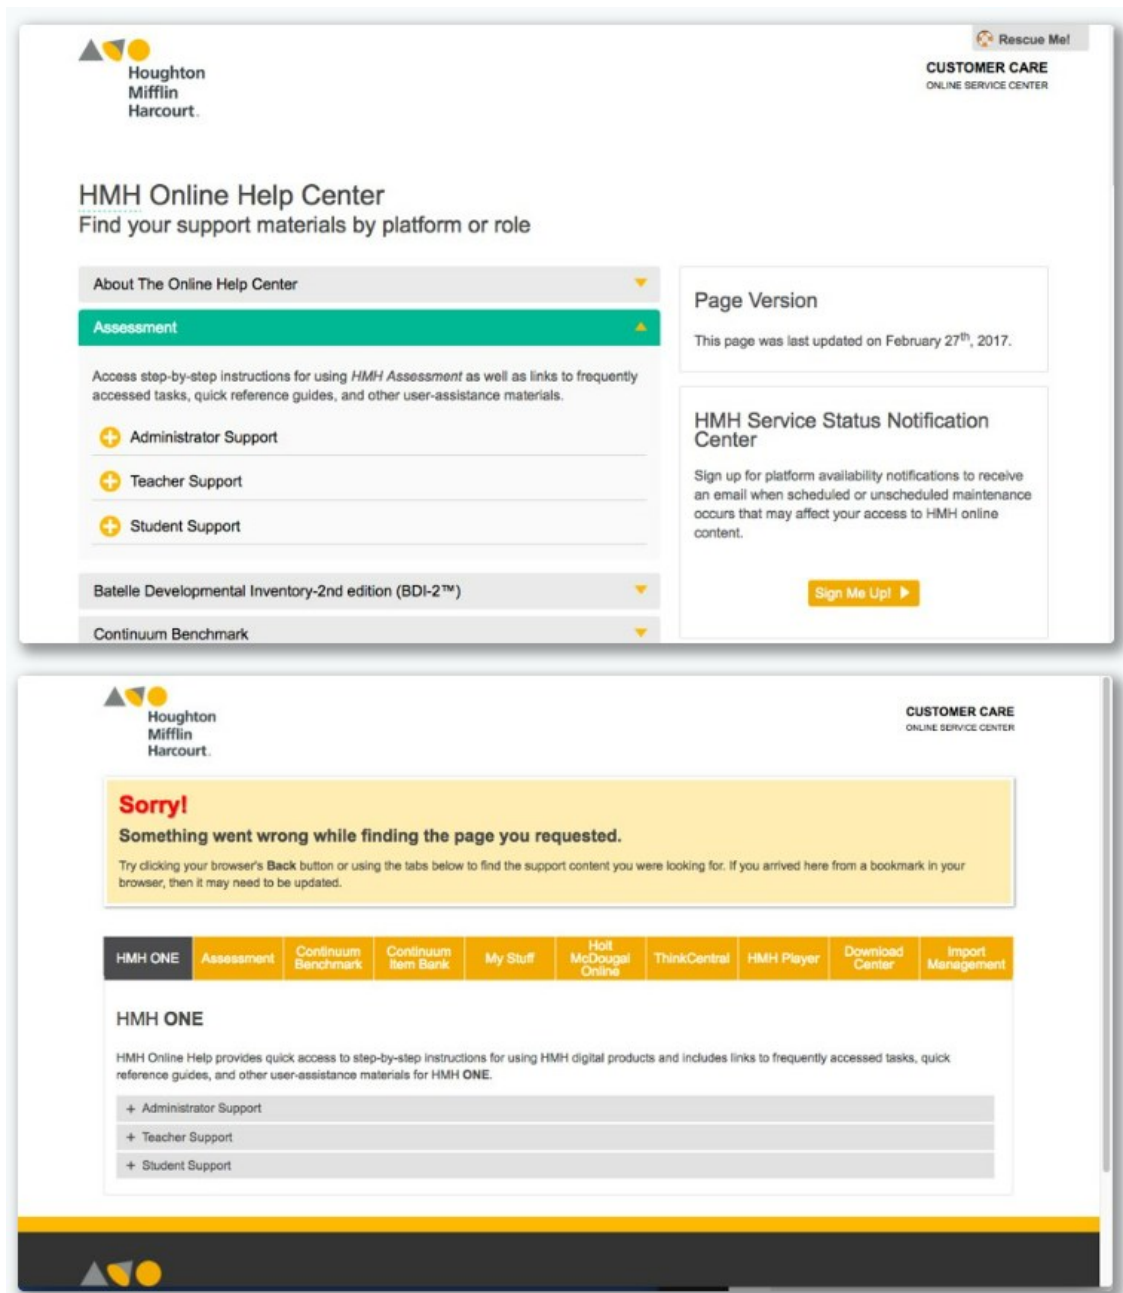 Rescue Me!
Houghton
Mifflin
Harcourt.
CUSTOMER CARE
ONLINE SERVICE CENTER
HMH Online Help Center
Find your support materials by platform or role
About The Online Help Center
Assessment
Access step-by-step instructions for using HMH Assessment as well as links to frequently
accessed tasks, quick reference guides, and other user-assistance materials.
Administrator Support
Teacher Support
Student Support
Batelle Developmental Inventory-2nd edition (BDI-2™)
Continuum Benchmark
Page Version
This page was last updated on February 27th, 2017.
HMH Service Status Notification
Center
Sign up for platform availability notifications to receive
an email when scheduled or unscheduled maintenance
occurs that may affect your access to HMH online
content.
Sign Me Up!
Houghton
Mifflin
Harcourt.
CUSTOMER CARE
ONLINE SERVICE CENTER
Sorry!
Something went wrong while finding the page you requested.
Try clicking your browser's Back button or using the tabs below to find the support content you were looking for. If you arrived here from a bookmark in your
browser, then it may need to be updated.
HMH ONE
Assessment
Continuum
Benchmark
Continuum
Item Bank
My Stuff
Holt
McDougal
Online
ThinkCentral
HMH Player
Download
Center
Import
Management
HMH ONE
HMH Online Help provides quick access to step-by-step instructions for using HMH digital products and includes links to frequently accessed tasks, quick
reference guides, and other user-assistance materials for HMH ONE.
+ Administrator Support
+ Teacher Support
+ Student Support